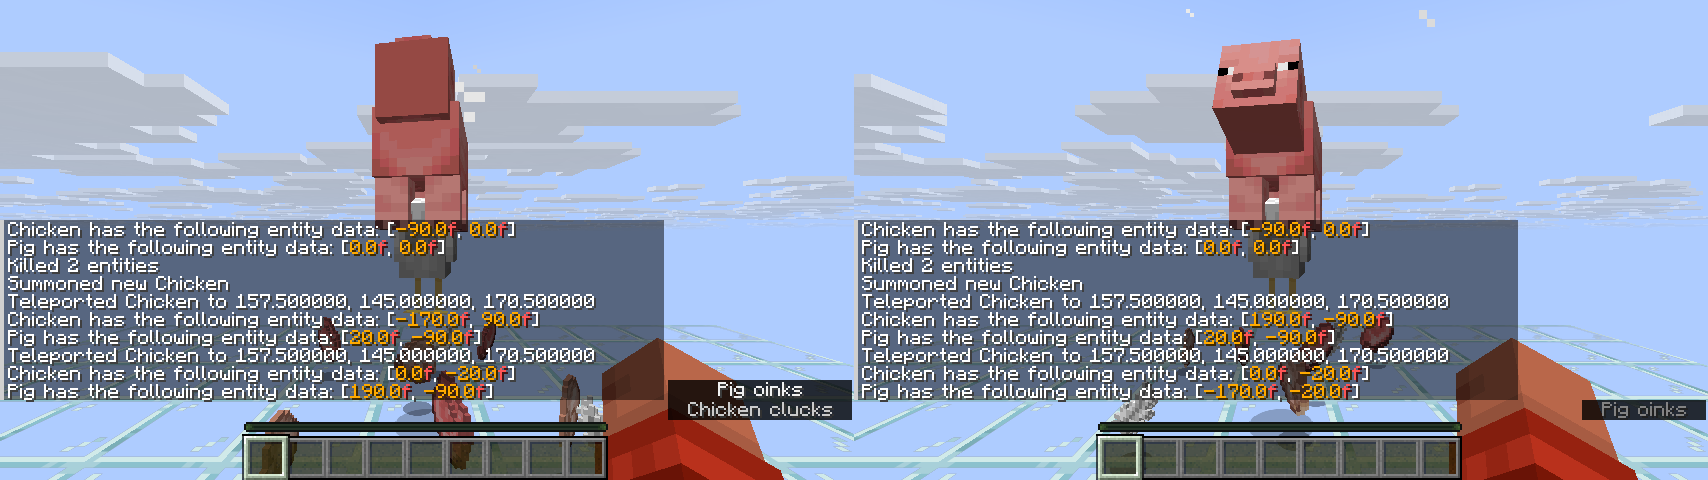 Chicken has the following entity data: [-90.0f, 0.0f]
Pig has the following entity data: [0.0f, 0.0f]
Killed 2 entities
Summoned new Chicken
Teleported Chicken to 157.500000, 145.000000, 170.500000
Chicken has the following entity data: [-170.0f, 90.0f]
Pig has the following entity data: [20.0f, -90.0f]
Teleported Chicken to 157.500000, 145.000000, 170.500000
Chicken has the following entity data: [0.0f, -20.0f]
Pig has the following entity data: [190.0f, -90.0f]
Pig oinks
Chicken clucks
Chicken has the following entity data: [-90.0f, 0.0f]
Pig has the following entity data: [0.0f, 0.0f]
Killed 2 entities
Summoned new Chicken
Teleported Chicken to 157.500000, 145.000000, 170.500000
Chicken has the following entity data: [190.0f, -90.0f]
Pig has the following entity data: [20.0f, -90.0f]
Teleported Chicken to 157.500000, 145.000000, 170.500000
Chicken has the following entity data: [0.0f, -20.0f]
Pig has the following entity data: [-170.0f, -20.0f]
Pig oinks